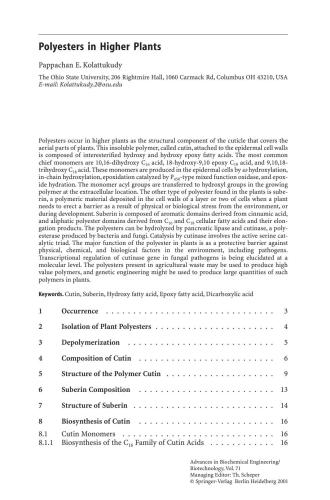 Polyesters in Higher Plants
Pappachan E. Kolattukudy
The Ohio State University, 206 Rightmire Hall, 1060 Carmack Rd, Columbus OH 43210, USA
E-mail: Kolattukudy.2@osu.edu
Polyesters occur in higher plants as the structural component of the cuticle that covers the
aerial parts of plants. This insoluble polymer, called cutin, attached to the epidermal cell walls
is composed of interesterified hydroxy and hydroxy epoxy fatty acids. The most common
chief monomers are 10,16-dihydroxy C16 acid, 18-hydroxy-9,10 epoxy C18 acid, and 9,10,18-
trihydroxy C18 acid. These monomers are produced in the epidermal cells by ω hydroxylation,
in-chain hydroxylation, epoxidation catalyzed by P450-type mixed function oxidase, and epox-
ide hydration. The monomer acyl groups are transferred to hydroxyl groups in the growing
polymer at the extracellular location. The other type of polyester found in the plants is sube-
rin, a polymeric material deposited in the cell walls of a layer or two of cells when a plant
needs to erect a barrier as a result of physical or biological stress from the environment, or
during development. Suberin is composed of aromatic domains derived from cinnamic acid,
and aliphatic polyester domains derived from C16 and C18 cellular fatty acids and their elon-
gation products. The polyesters can be hydrolyzed by pancreatic lipase and cutinase, a poly-
esterase produced by bacteria and fungi. Catalysis by cutinase involves the active serine cat-
alytic triad. The major function of the polyester in plants is as a protective barrier against
physical, chemical, and biological factors in the environment, including pathogens.
Transcriptional regulation of cutinase gene in fungal pathogens is being elucidated at a
molecular level. The polyesters present in agricultural waste may be used to produce high
value polymers, and genetic engineering might be used to produce large quantities of such
polymers in plants.
Keywords. Cutin, Suberin, Hydroxy fatty acid, Epoxy fatty acid, Dicarboxylic acid
1 Occurrence . . . . . . . . . . . . . . . . . . . . . . . . . . . . . . 3
2 Isolation of Plant Polyesters . . . . . . . . . . . . . . . . . . . . . 4
3 Depolymerization . . . . . . . . . . . . . . . . . . . . . . . . . . 5
4 Composition of Cutin . . . . . . . . . . . . . . . . . . . . . . . . 6
5 Structure of the Polymer Cutin . . . . . . . . . . . . . . . . . . . 9
6 Suberin Composition . . . . . . . . . . . . . . . . . . . . . . . . 13
7 Structure of Suberin . . . . . . . . . . . . . . . . . . . . . . . . 14
8 Biosynthesis of Cutin . . . . . . . . . . . . . . . . . . . . . . . . 16
8.1 Cutin Monomers . . . . . . . . . . . . . . . . . . . . . . . . . . 16
8.1.1 Biosynthesis of the C16 Family of Cutin Acids . . . . . . . . . . . 16
Advances in Biochemical Engineering/
Biotechnology, Vol. 71
Managing Editor: Th. Scheper
© Springer-Verlag Berlin Heidelberg 2001